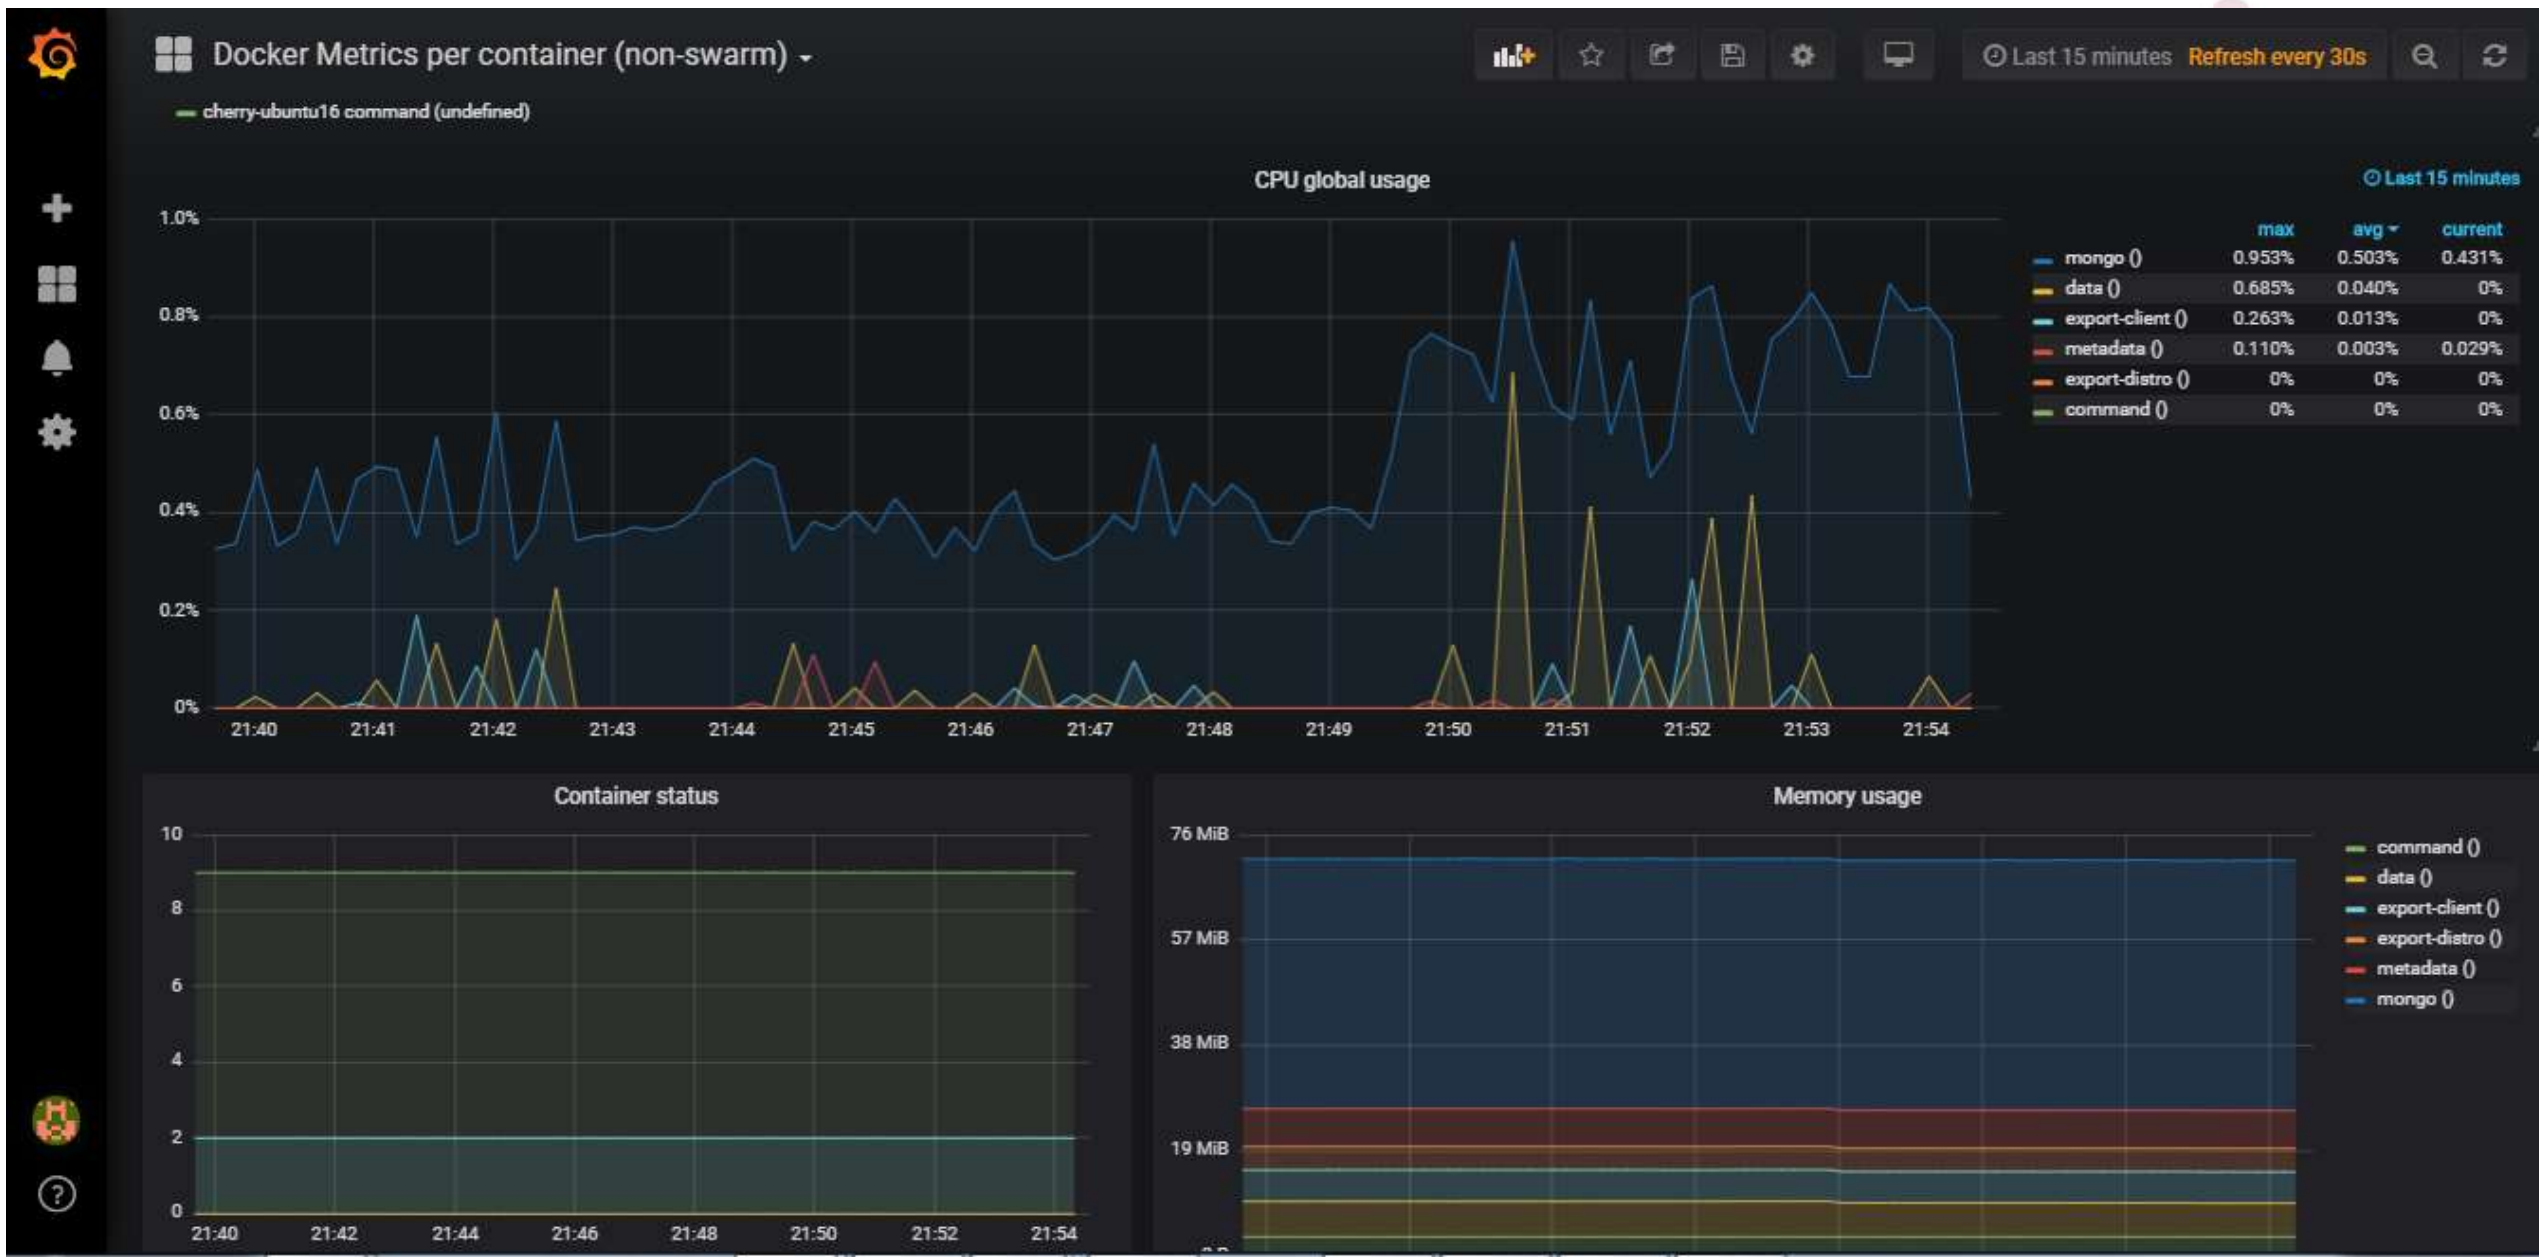 Docker Metrics per container (non-swarm)
Last 15 minutes Refresh every 30s
cherry-ubuntu16 command (undefined)
CPU global usage
Last 15 minutes
1.0%
0.8%
0.6%
0.4%
0.2%
0%
21:40 21:41 21:42 21:43 21:44 21:45 21:46 21:47 21:48 21:49 21:50 21:51 21:52 21:53 21:54
max avg current
mongo () 0.953% 0.503% 0.431%
data () 0.685% 0.040% 0%
export-client () 0.263% 0.013% 0%
metadata () 0.110% 0.003% 0.029%
export-distro () 0% 0% 0%
command () 0% 0% 0%
Container status
10
8
6
4
2
0
21:40 21:42 21:44 21:46 21:48 21:50 21:52 21:54
Memory usage
76 MiB
57 MiB
38 MiB
19 MiB
command ()
data ()
export-client ()
export-distro ()
metadata ()
mongo ()